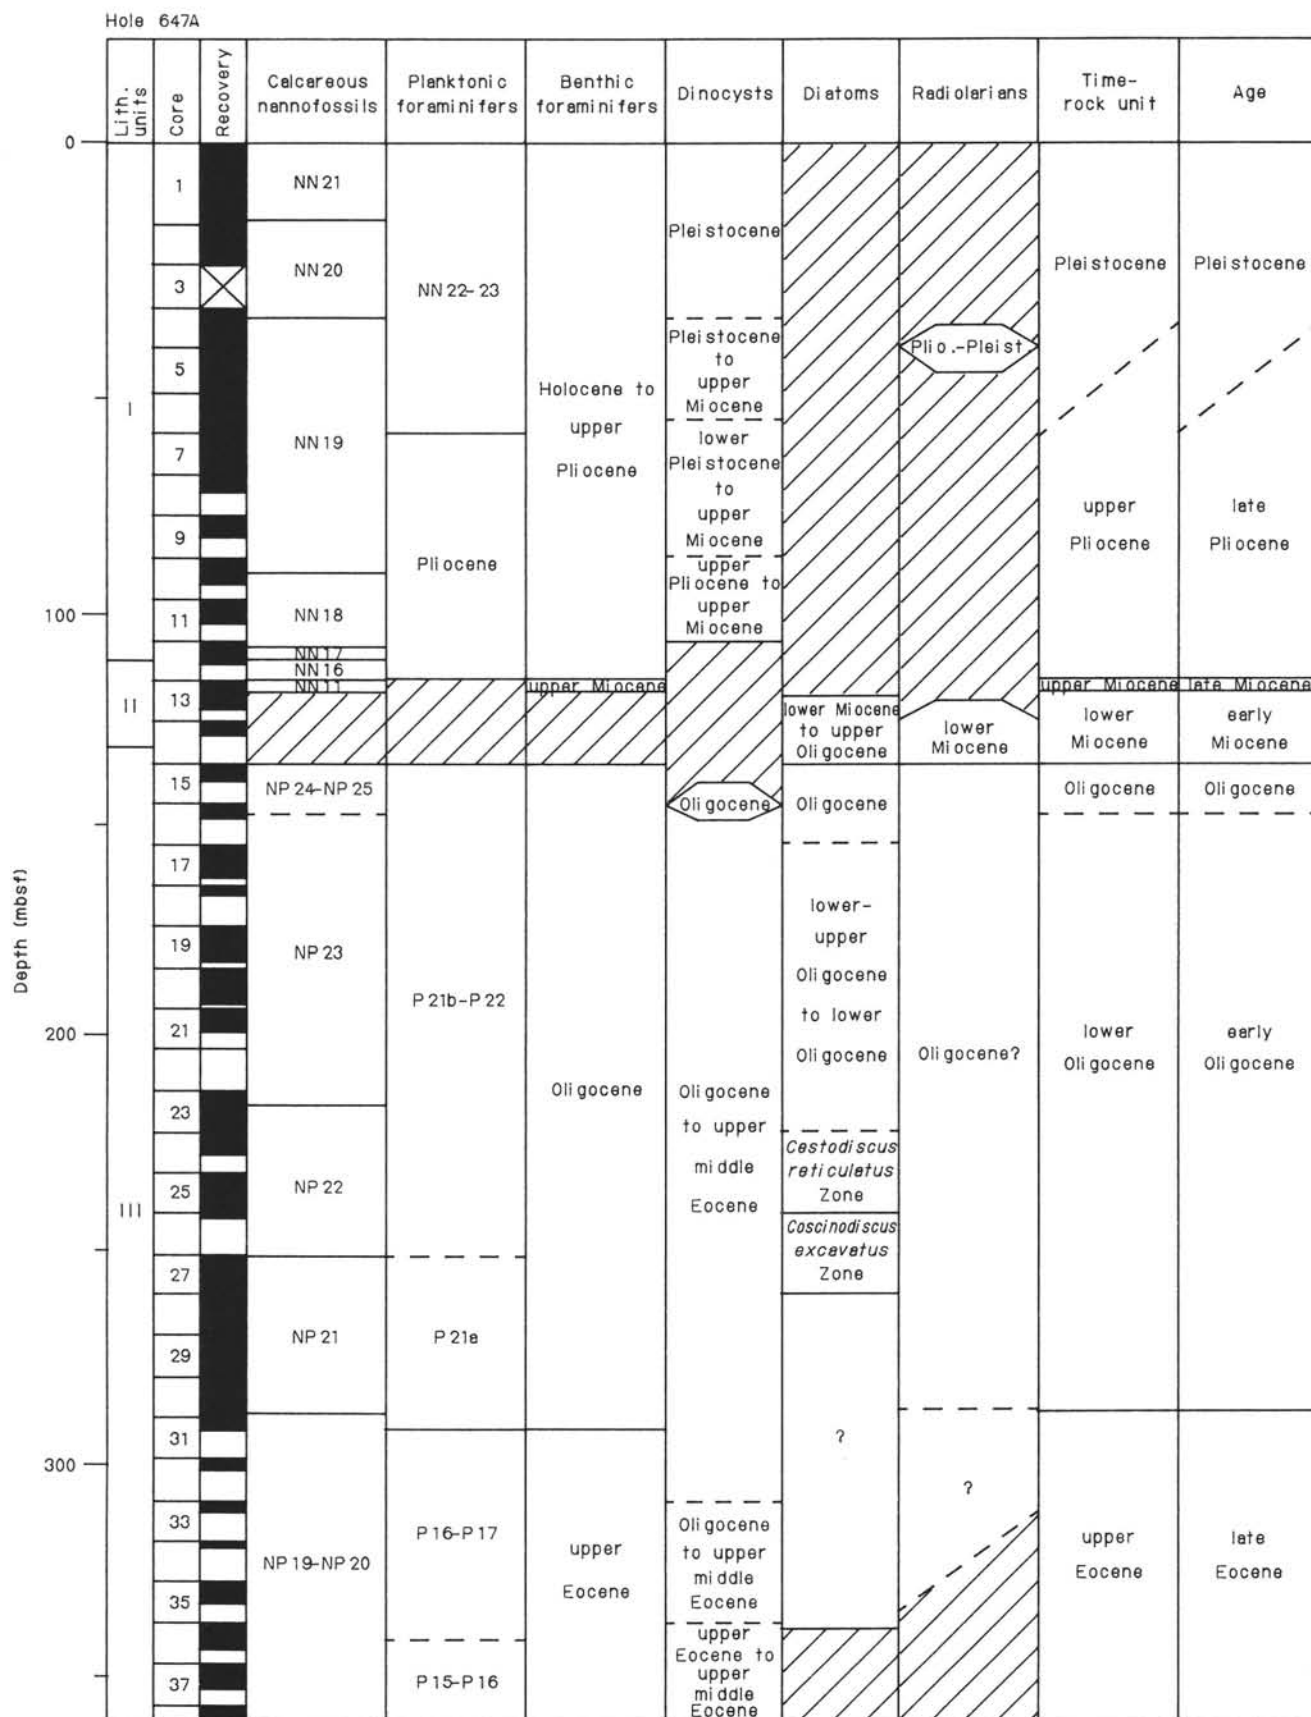 Hole 647A
Lith. units
Core
Recovery
Calcareous
nannofossils
Planktonic
foraminifers
Benthic
foraminifers
Dinocysts
Diatoms
Radiolarians
Time-
rock unit
Age
Depth (mbsf)
0
100
200
300
I
II
III
1
3
5
7
9
11
13
15
17
19
21
23
25
27
29
31
33
35
37
NN 21
NN 20
NN 19
NN 18
NN 17
NN 16
NN 11
NP 24-NP 25
NP 23
NP 22
NP 21
NP 19-NP 20
NN 22-23
Pliocene
P 21b-P 22
P 21a
P 16-P 17
P 15-P 16
Holocene to
upper
Pliocene
upper Miocene
Oligocene
upper
Eocene
Pleistocene
Pleistocene
to
upper
Miocene
lower
Pleistocene
to
upper
Miocene
upper
Pliocene to
upper
Miocene
Oligocene
Oligocene
to upper
middle
Eocene
Oligocene
to upper
middle
Eocene
upper
Eocene to
upper
middle
Eocene
lower Miocene
to upper
Oligocene
Oligocene
lower-
upper
Oligocene
to lower
Oligocene
Cestodiscus
reticulatus
Zone
Coscinodiscus
excavatus
Zone
?
Plio.-Pleist.
lower
Miocene
Oligocene?
?
Pleistocene
upper
Pliocene
upper Miocene
lower
Miocene
Oligocene
lower
Oligocene
upper
Eocene
Pleistocene
late
Pliocene
late Miocene
early
Miocene
Oligocene
early
Oligocene
late
Eocene